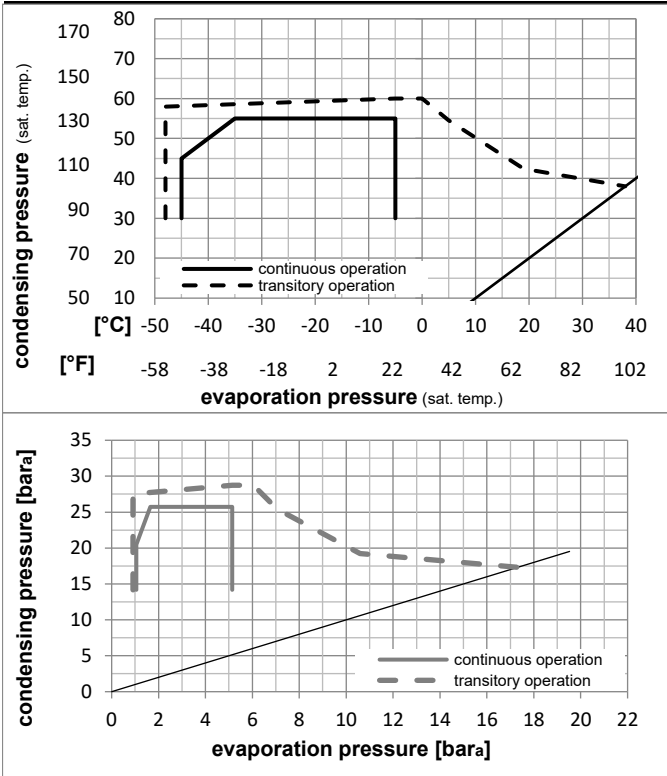 condensing pressure (sat. temp.)
170 80
150 70
130 60
50
110 40
90 30
70 20
50 10
continuous operation
transitory operation
[°C] -50 -40 -30 -20 -10 0 10 20 30 40
[°F] -58 -38 -18 2 22 42 62 82 102
evaporation pressure (sat. temp.)
condensing pressure [bara]
35
30
25
20
15
10
5
0
continuous operation
transitory operation
0 2 4 6 8 10 12 14 16 18 20 22
evaporation pressure [bara]